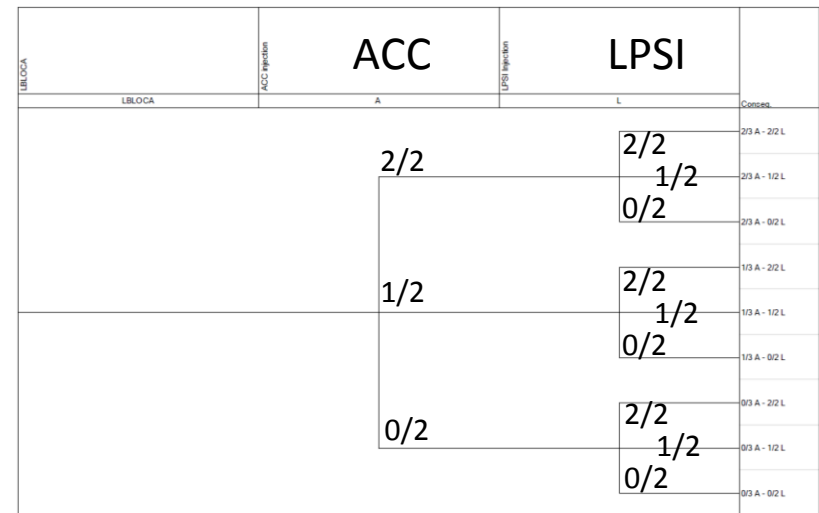 LBLOCA
ACC injection
ACC
LPSI Injection
LPSI
LBLOCA
A
L
Conseq.
2/2
2/2
1/2
0/2
2/3 A - 2/2 L
2/3 A - 1/2 L
2/3 A - 0/2 L
1/2
2/2
1/2
0/2
1/3 A - 2/2 L
1/3 A - 1/2 L
1/3 A - 0/2 L
0/2
2/2
1/2
0/2
0/3 A - 2/2 L
0/3 A - 1/2 L
0/3 A - 0/2 L